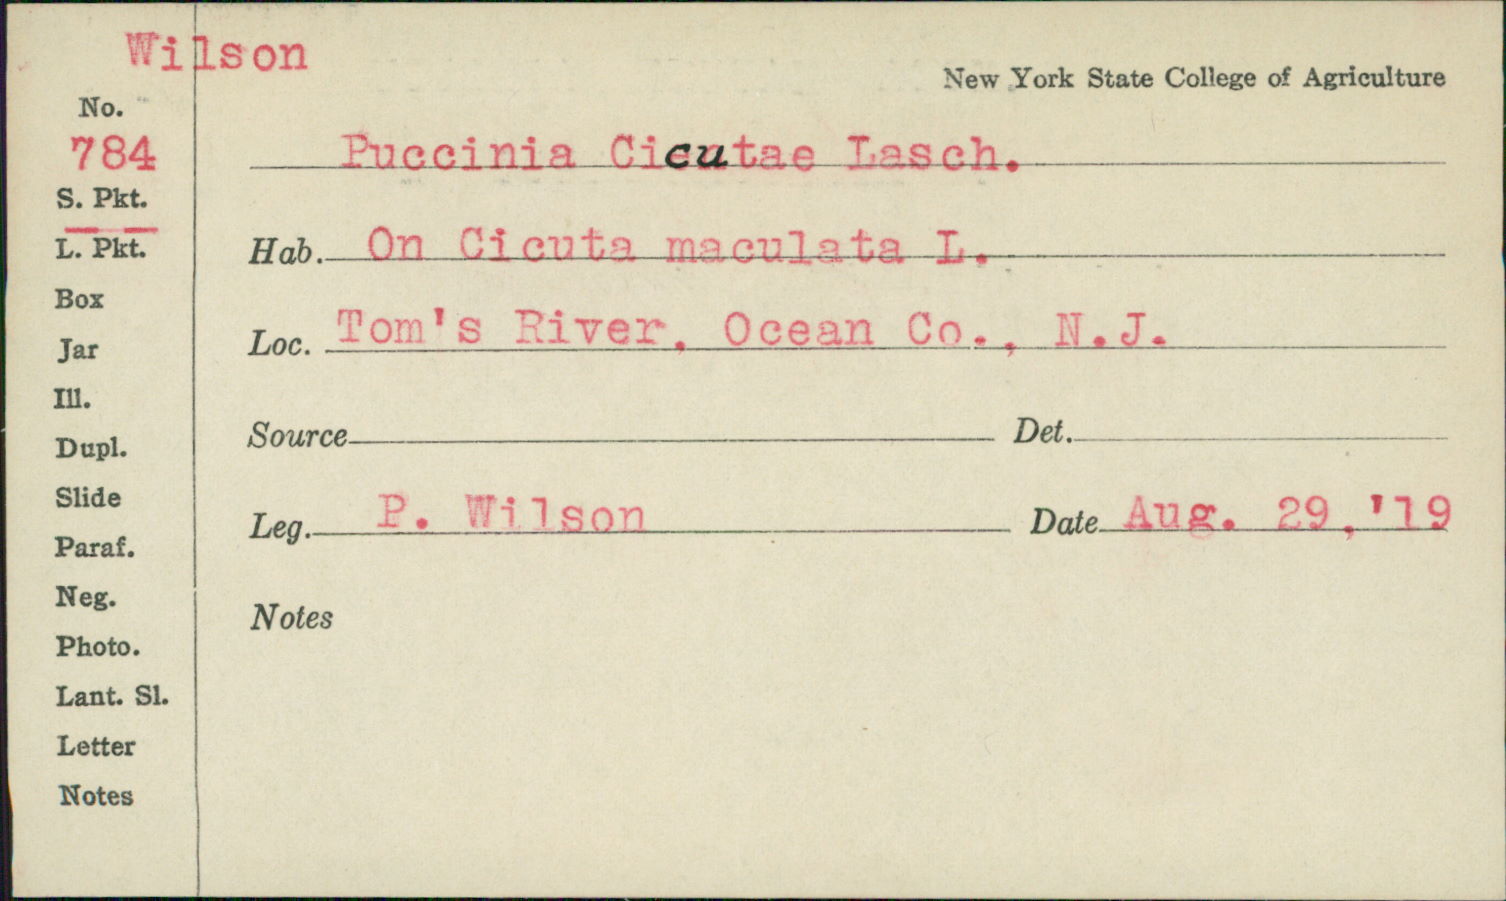 Wilson
New York State College of Agriculture
No.
784
Puccinia Cicutae Lasch.
S. Pkt.
L. Pkt.
Hab. On Cicuta maculata L.
Box
Jar
Loc. Tom's River, Ocean Co., N.J.
Ill.
Dupl.
Source Det.
Slide
Leg. P. Wilson Date Aug. 29, '19
Paraf.
Neg.
Notes
Photo.
Lant. Sl.
Letter
Notes